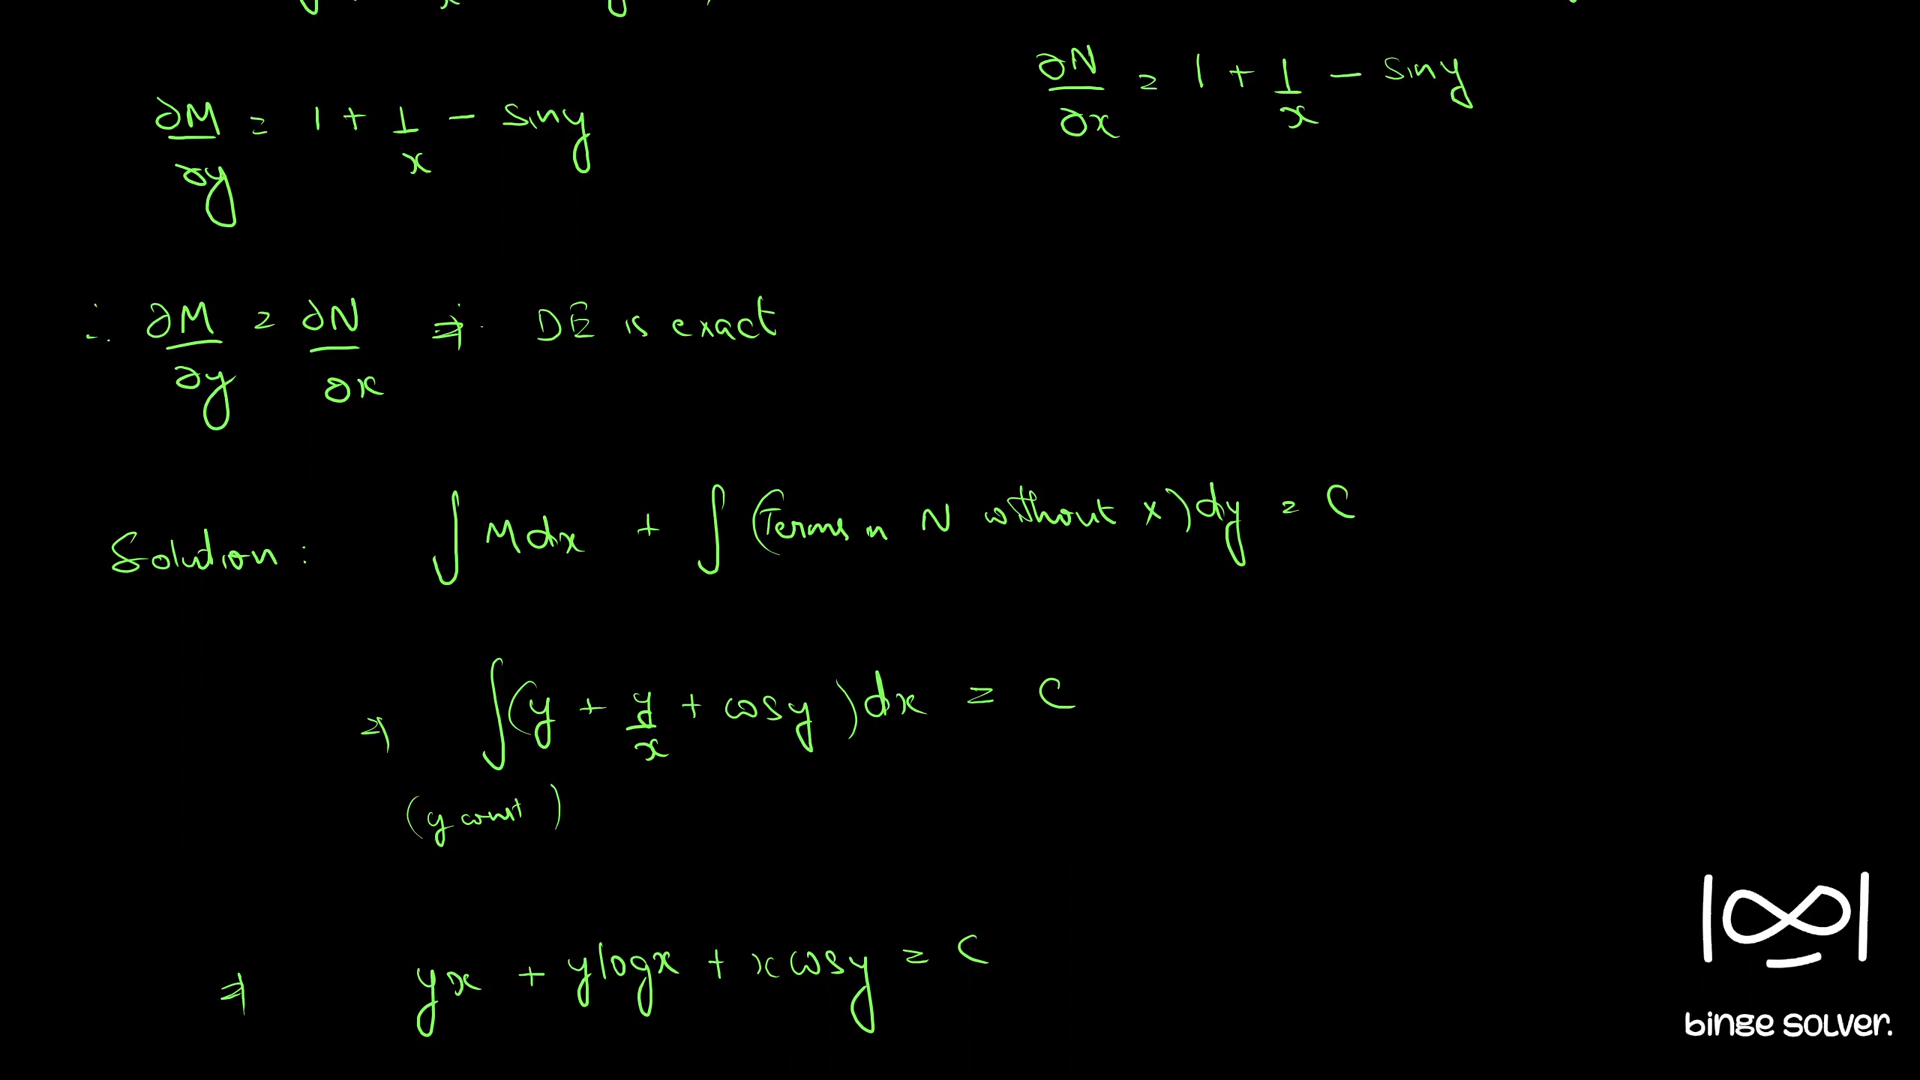 ∂M/∂y = 1 + 1/x - siny
∂N/∂x = 1 + 1/x - siny
∴ ∂M/∂y = ∂N/∂x ⇒ DE is exact
Solution: ∫ M dx + ∫ (Terms in N without x) dy = C
⇒ ∫ (y + y/x + cosy) dx = C
(y const)
⇒ yx + ylogx + xcosy = C
binge solver.